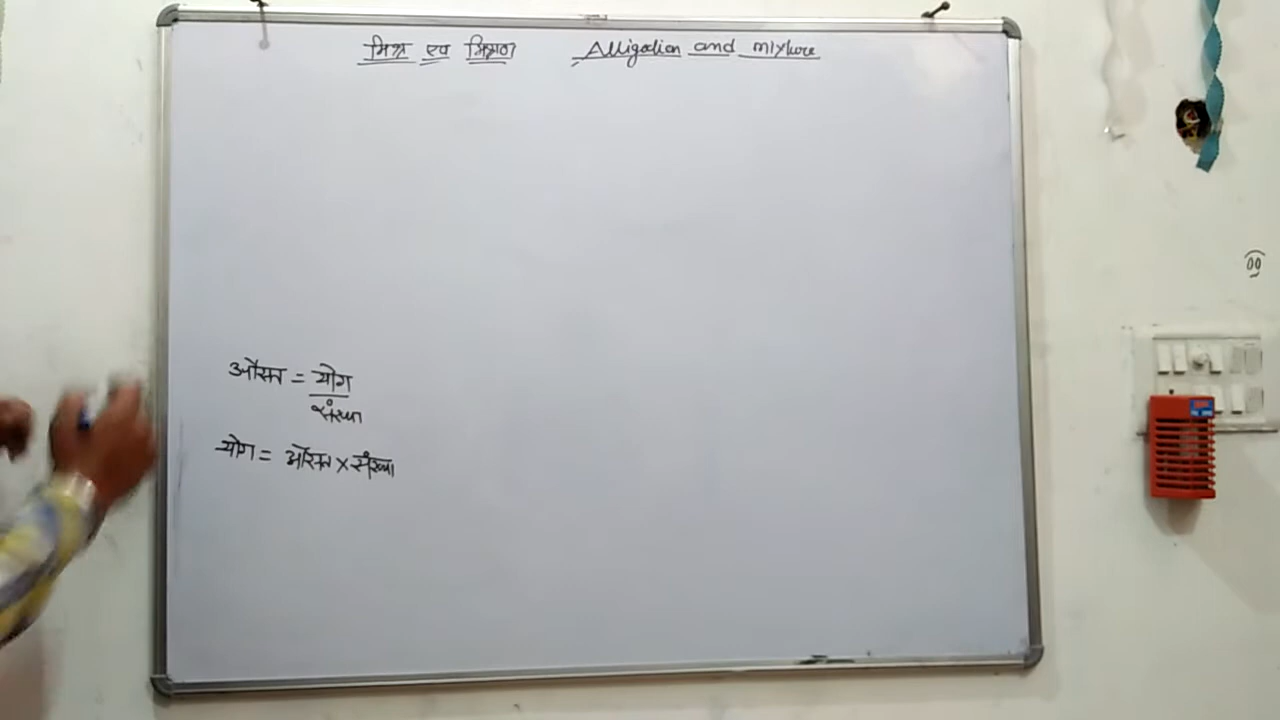 मिश्र एवं मिश्रण Alligation and mixture
औसत = योग
संख्या
योग = औसत × संख्या